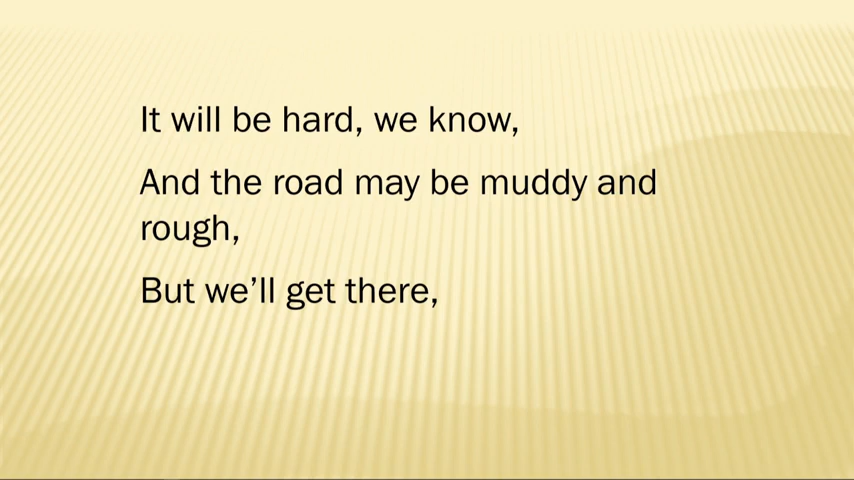 It will be hard, we know,
And the road may be muddy and
rough,
But we’ll get there,